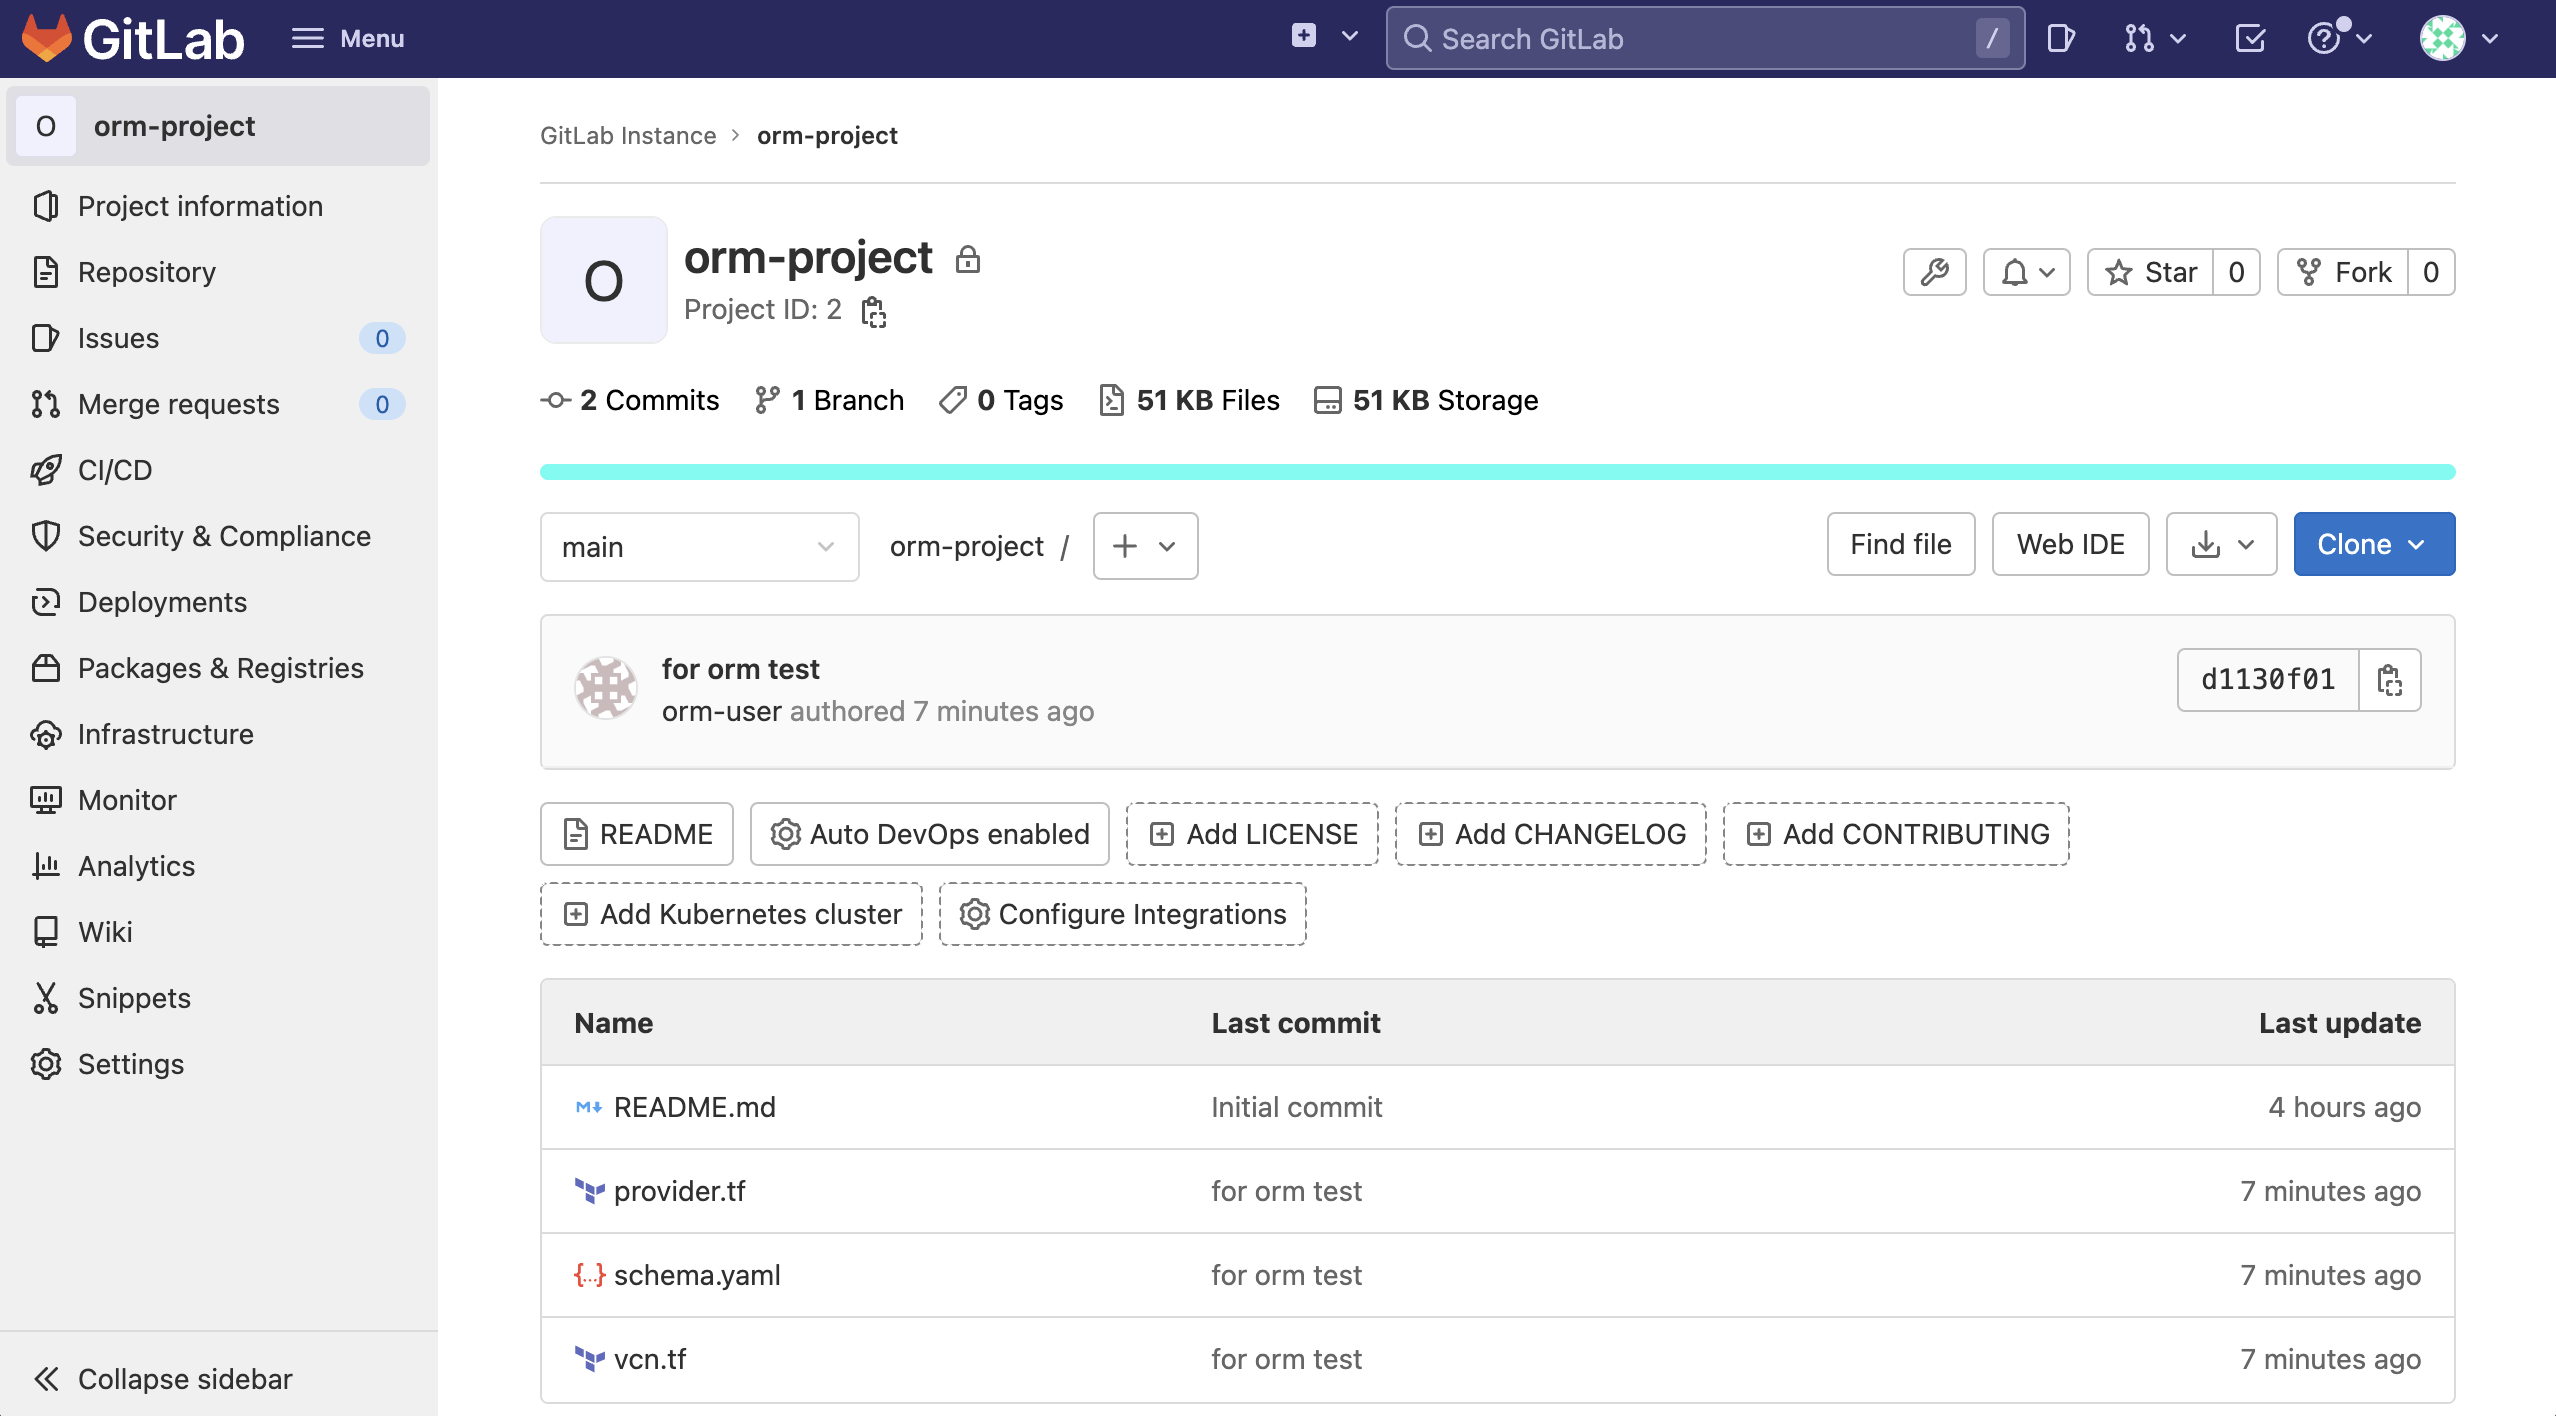 GitLab
Menu
Search GitLab
/
O
orm-project
Project information
Repository
Issues 0
Merge requests 0
CI/CD
Security & Compliance
Deployments
Packages & Registries
Infrastructure
Monitor
Analytics
Wiki
Snippets
Settings
Collapse sidebar
GitLab Instance > orm-project
O
orm-project
Project ID: 2
Star 0
Fork 0
2 Commits 1 Branch 0 Tags 51 KB Files 51 KB Storage
main
orm-project /
Find file
Web IDE
Clone
for orm test
orm-user authored 7 minutes ago
d1130f01
README
Auto DevOps enabled
Add LICENSE
Add CHANGELOG
Add CONTRIBUTING
Add Kubernetes cluster
Configure Integrations
Name Last commit Last update
README.md Initial commit 4 hours ago
provider.tf for orm test 7 minutes ago
schema.yaml for orm test 7 minutes ago
vcn.tf for orm test 7 minutes ago